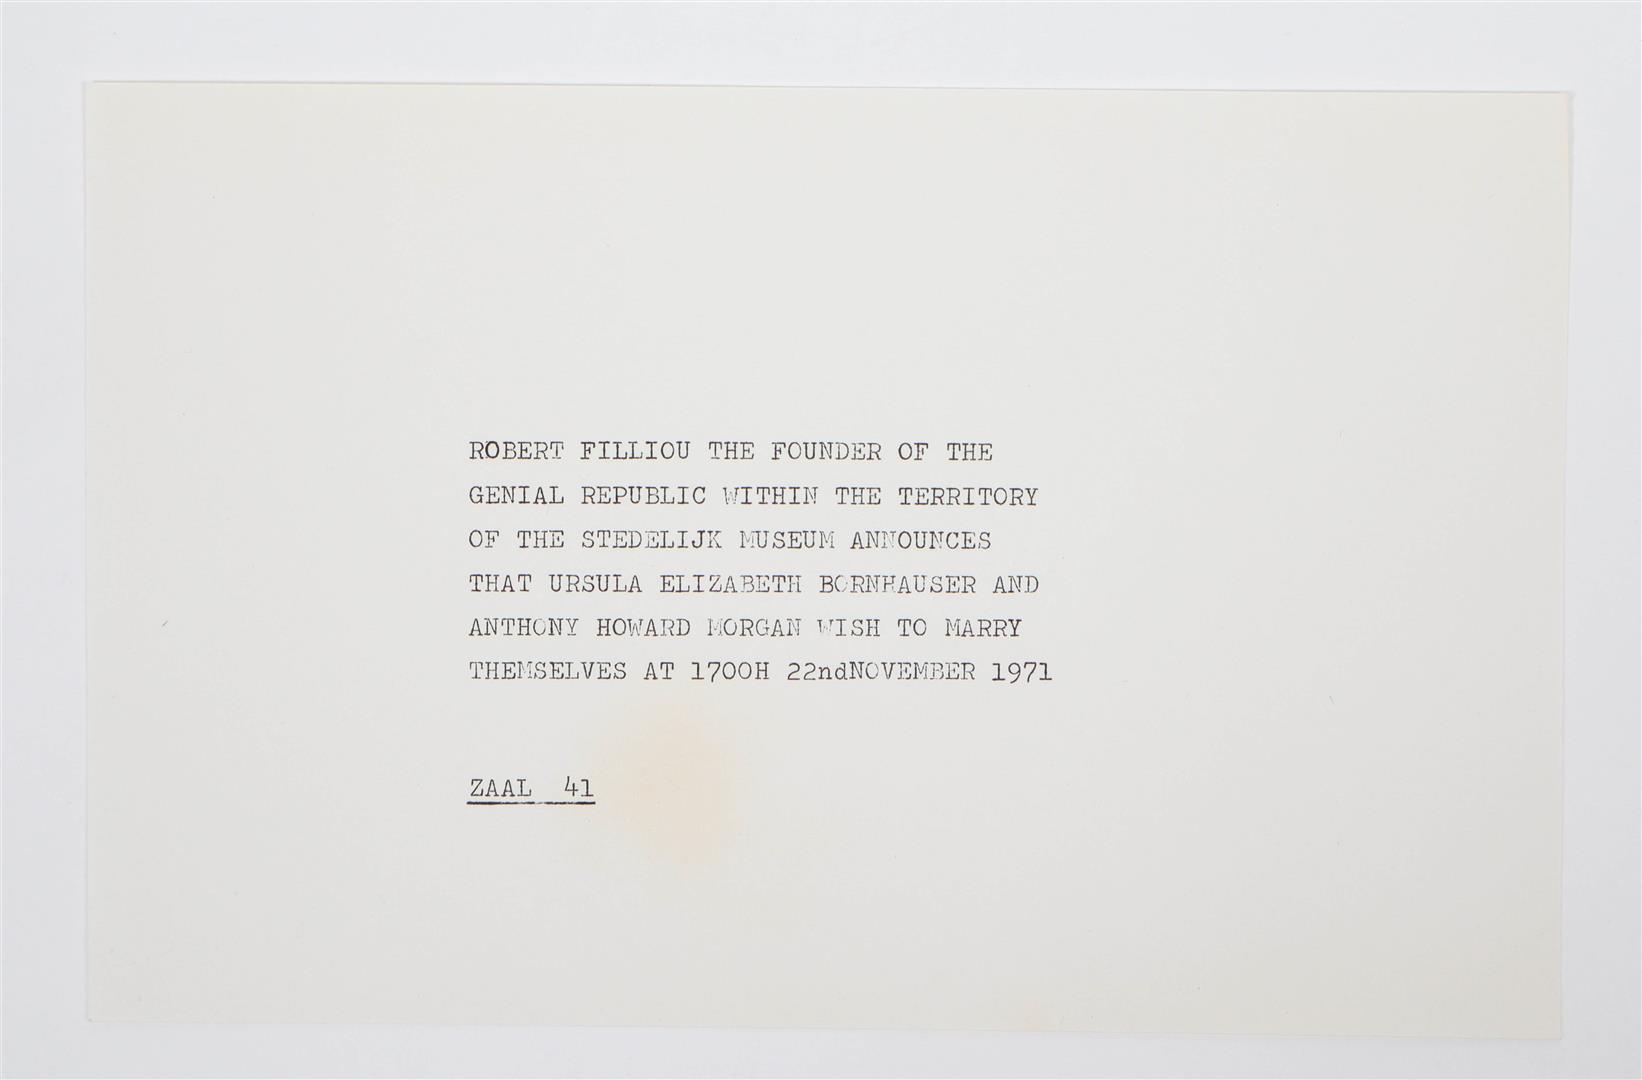 ROBERT FILLIOU THE FOUNDER OF THE
GENIAL REPUBLIC WITHIN THE TERRITORY
OF THE STEDELIJK MUSEUM ANNOUNCES
THAT URSULA ELIZABETH BORNHAUSER AND
ANTHONY HOWARD MORGAN WISH TO MARRY
THEMSELVES AT 1700H 22ndNOVEMBER 1971
ZAAL 41